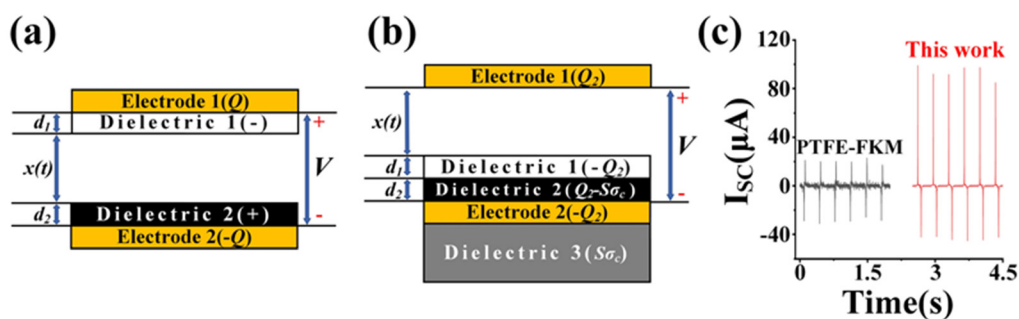 (a)
Electrode 1(Q)
d₁
Dielectric 1(-)
+
x(t)
V
d₂
Dielectric 2(+)
-
Electrode 2(-Q)
(b)
Electrode 1(Q₂)
+
x(t)
V
d₁
Dielectric 1(-Q₂)
d₂
Dielectric 2(Q₂-Sσc)
-
Electrode 2(-Q₂)
Dielectric 3(Sσc)
(c)
120
80
40
0
-40
I_SC(μA)
This work
PTFE-FKM
0 1.5 3 4.5
Time(s)